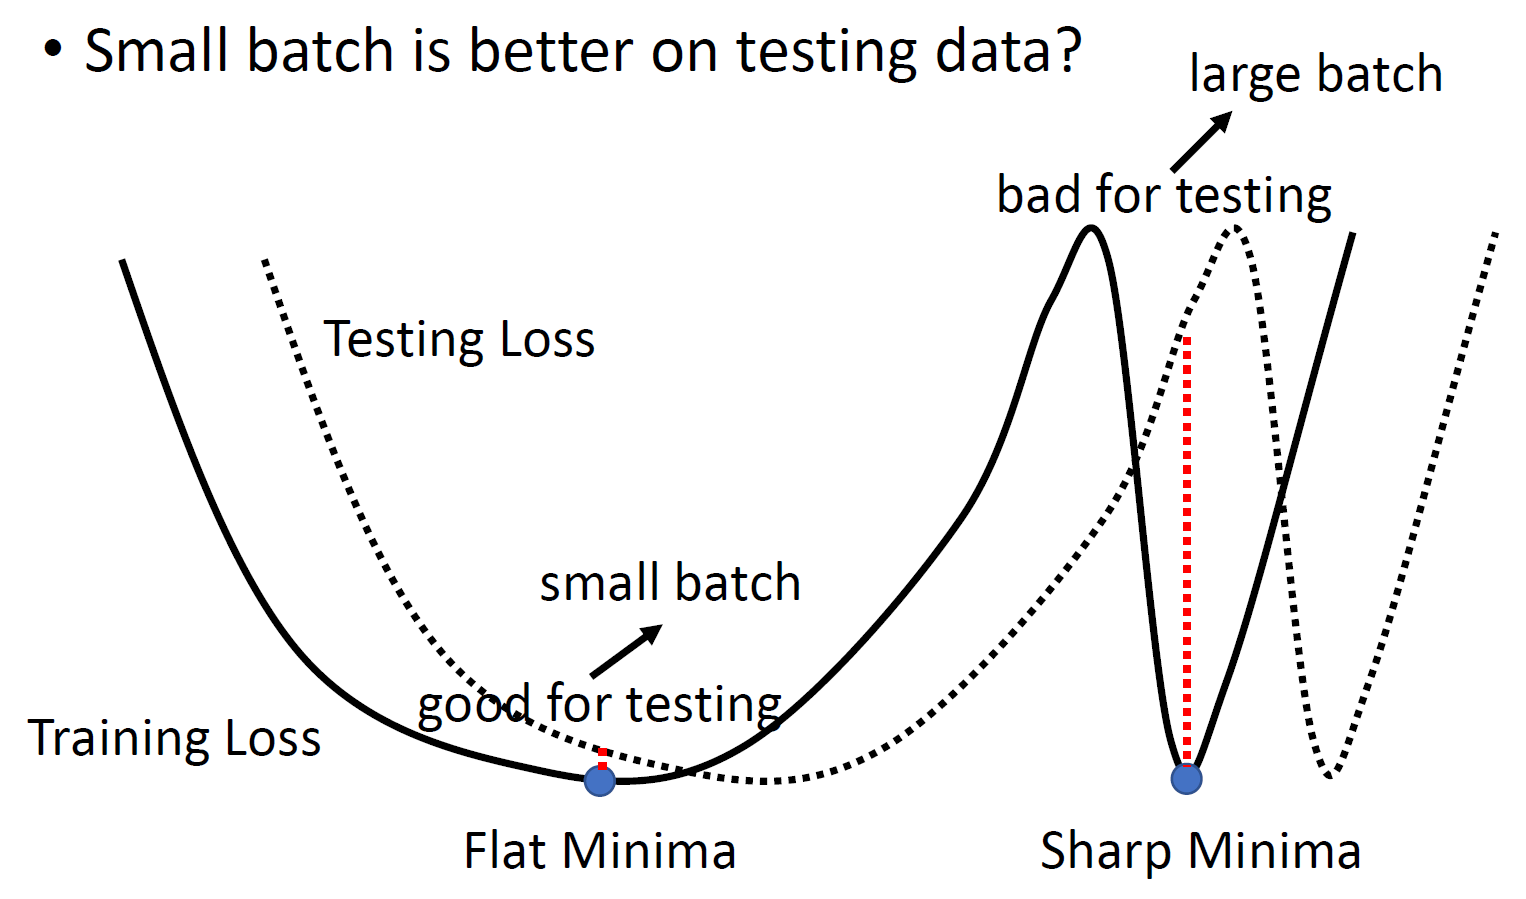 • Small batch is better on testing data?
large batch
bad for testing
Testing Loss
small batch
good for testing
Training Loss
Flat Minima
Sharp Minima